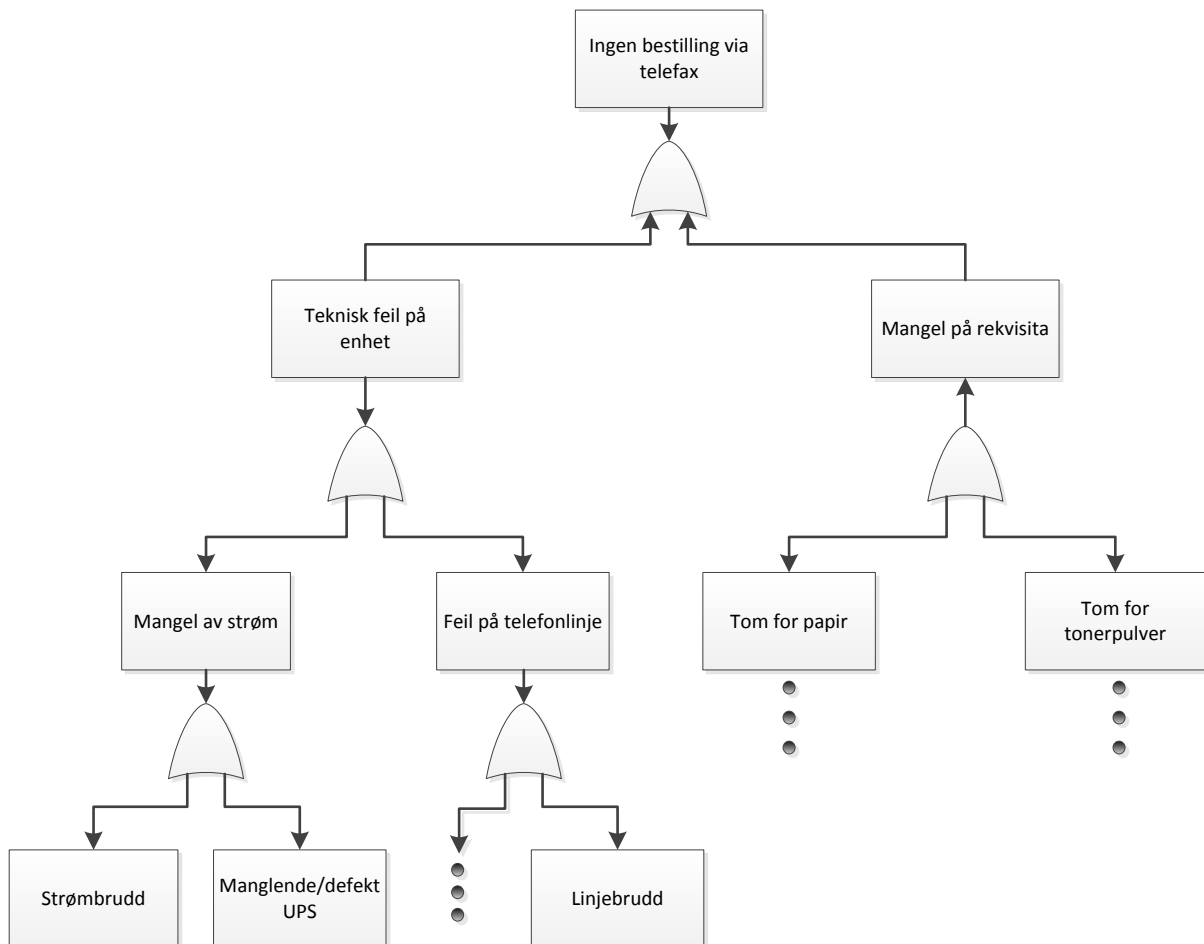 Ingen bestilling via
telefax
Teknisk feil på
enhet
Mangel på rekvisita
Mangel av strøm
Feil på telefonlinje
Tom for papir
Tom for
tonerpulver
Strømbrudd
Manglende/defekt
UPS
Linjebrudd